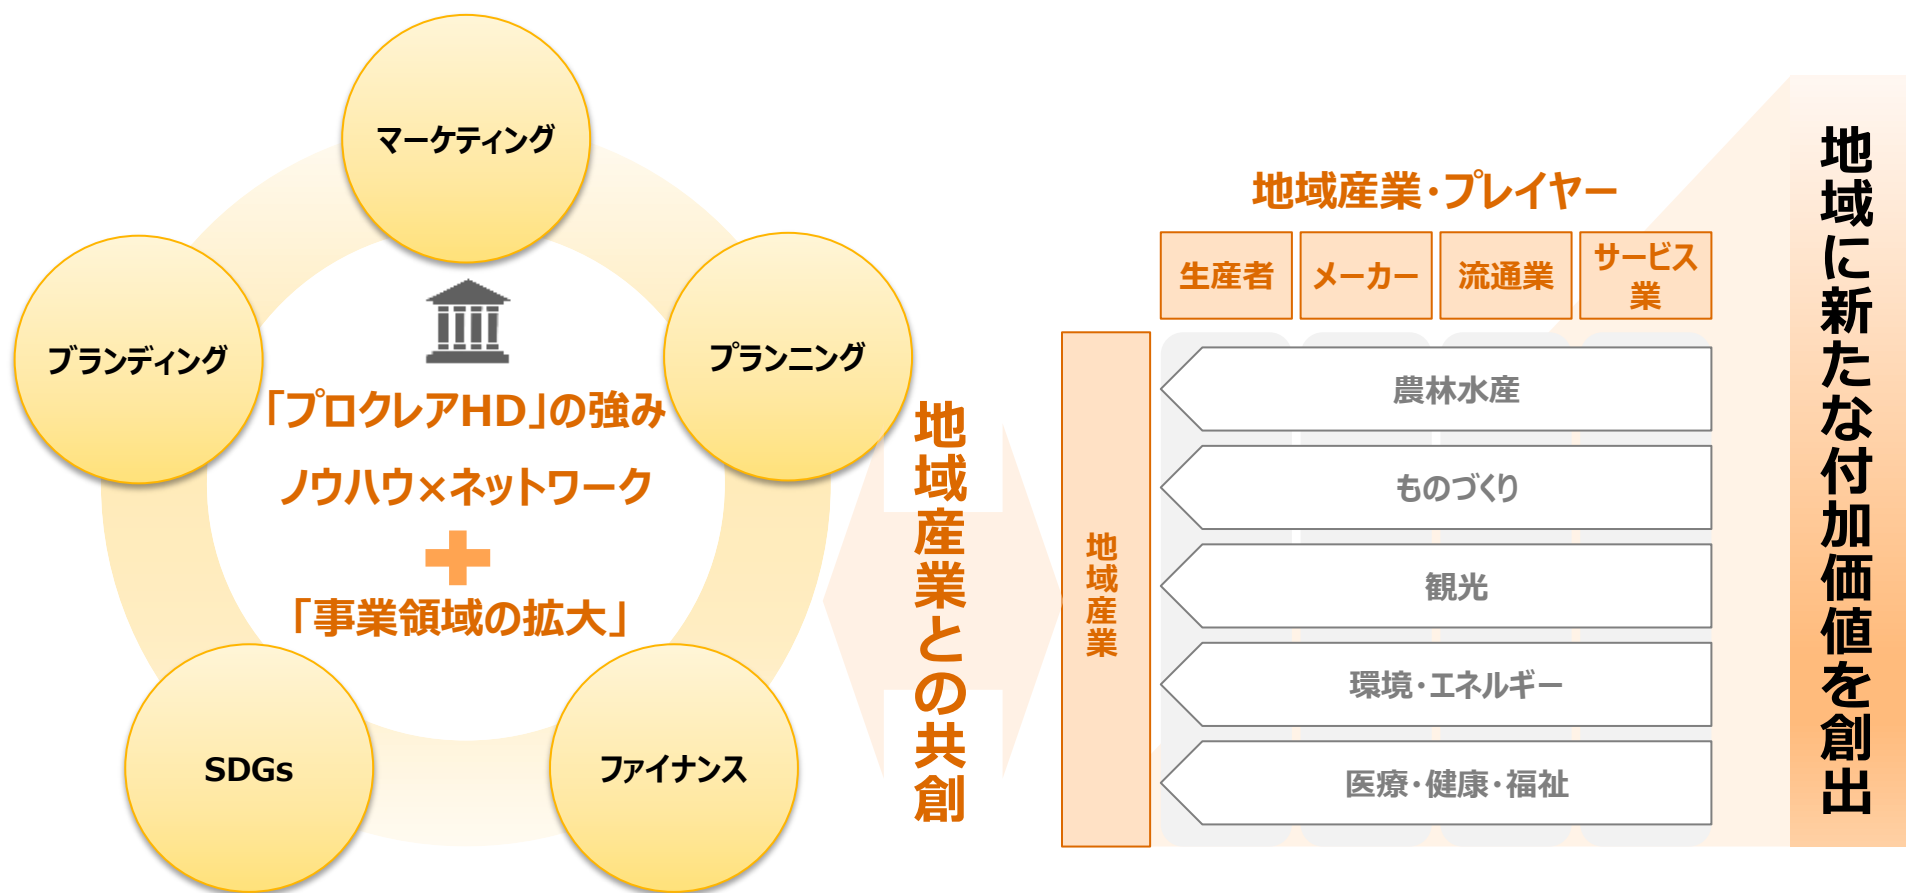 マーケティング
ブランディング
プランニング
「プロクレアHD」の強み
ノウハウ×ネットワーク
「事業領域の拡大」
SDGs
ファイナンス
地域産業との共創
地域産業・プレイヤー
生産者
メーカー
流通業
サービス
業
地域産業
農林水産
ものづくり
観光
環境・エネルギー
医療・健康・福祉
地域に新たな付加価値を創出